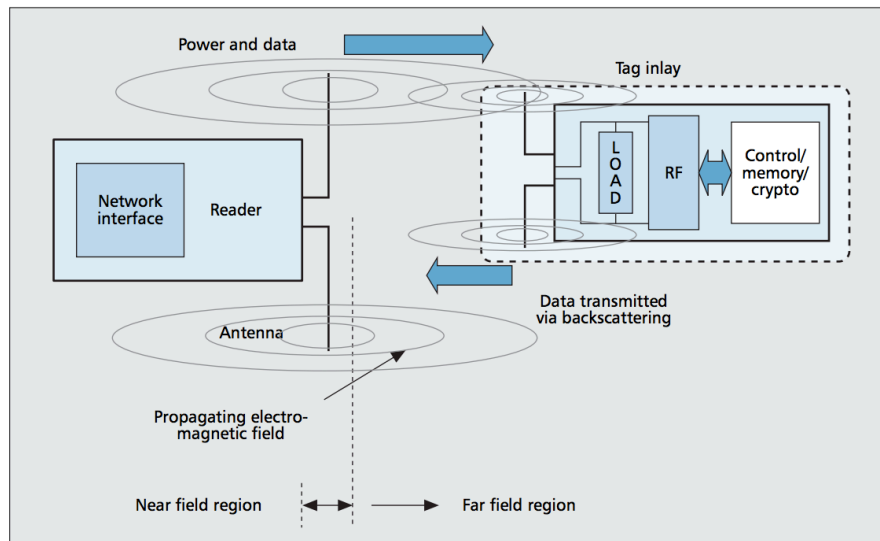 Power and data
Tag inlay
Network
interface
Reader
L
O
A
D
RF
Control/
memory/
crypto
Data transmitted
via backscattering
Antenna
Propagating electro-
magnetic field
Near field region
Far field region